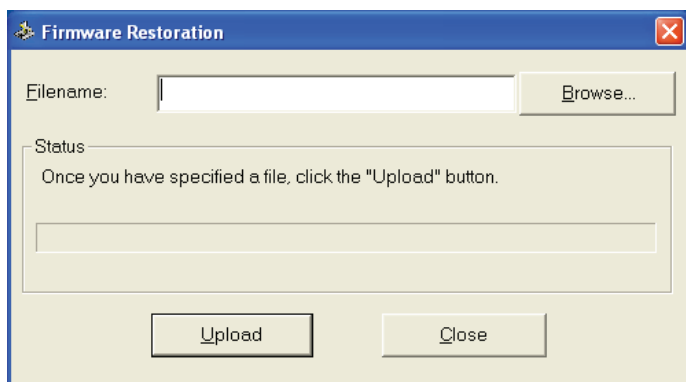 Firmware Restoration
Filename:
Browse...
Status
Once you have specified a file, click the "Upload" button.
Upload
Close